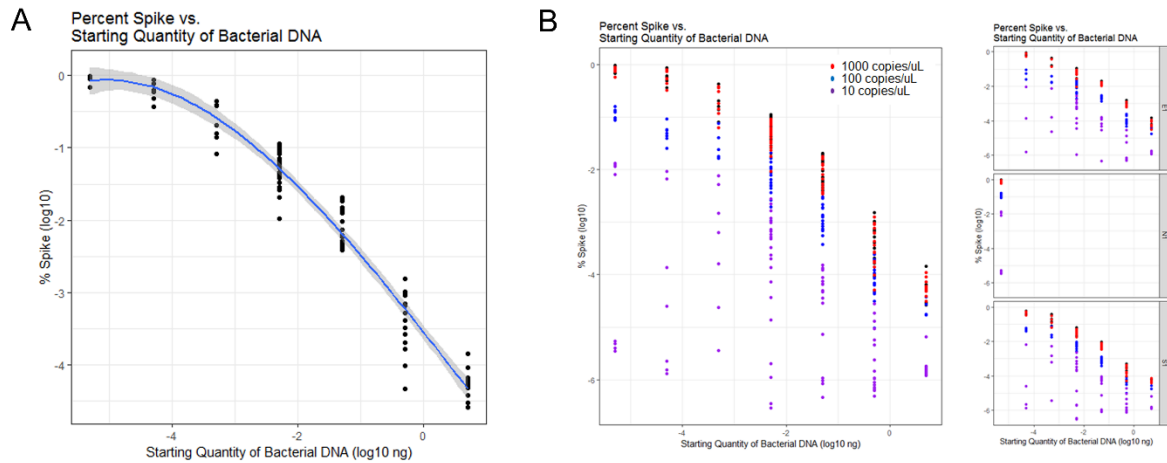 A
Percent Spike vs.
Starting Quantity of Bacterial DNA
% Spike (log10)
0
-1
-2
-3
-4
-4
-2
0
Starting Quantity of Bacterial DNA (log10 ng)
B
Percent Spike vs.
Starting Quantity of Bacterial DNA
1000 copies/uL
100 copies/uL
10 copies/uL
% Spike (log10)
0
-2
-4
-6
-4
-2
0
Starting Quantity of Bacterial DNA (log10 ng)
Percent Spike vs.
Starting Quantity of Bacterial DNA
% Spike (log10)
0
-2
-4
-6
E1
0
-2
-4
-6
N1
0
-2
-4
-6
S1
-4
-2
0
Starting Quantity of Bacterial DNA (log10 ng)